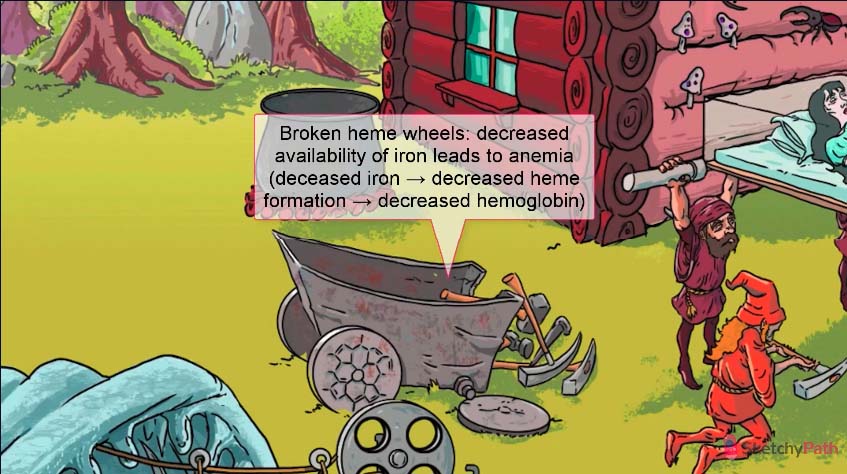 Broken heme wheels: decreased
availability of iron leads to anemia
(deceased iron → decreased heme
formation → decreased hemoglobin)
SketchyPath